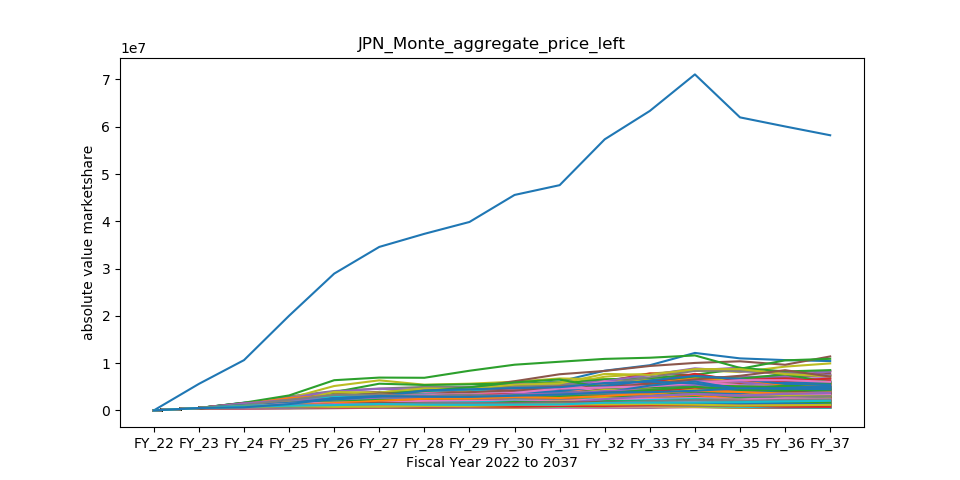 JPN_Monte_aggregate_price_left
1e7
7
6
5
4
3
2
1
0
absolute value marketshare
FY_22 FY_23 FY_24 FY_25 FY_26 FY_27 FY_28 FY_29 FY_30 FY_31 FY_32 FY_33 FY_34 FY_35 FY_36 FY_37
Fiscal Year 2022 to 2037